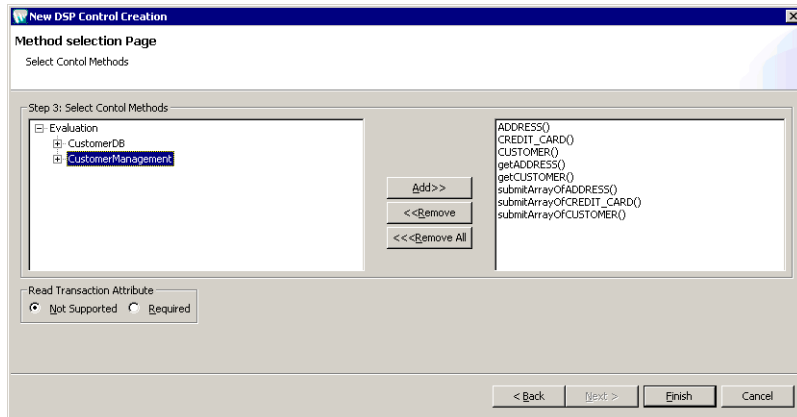 New DSP Control Creation
Method selection Page
Select Contol Methods
Step 3: Select Contol Methods
Evaluation
CustomerDB
CustomerManagement
Add>>
<<Remove
<<<Remove All
ADDRESS()
CREDIT_CARD()
CUSTOMER()
getADDRESS()
getCUSTOMER()
submitArrayOfADDRESS()
submitArrayOfCREDIT_CARD()
submitArrayOfCUSTOMER()
Read Transaction Attribute
Not Supported Required
< Back Next > Finish Cancel